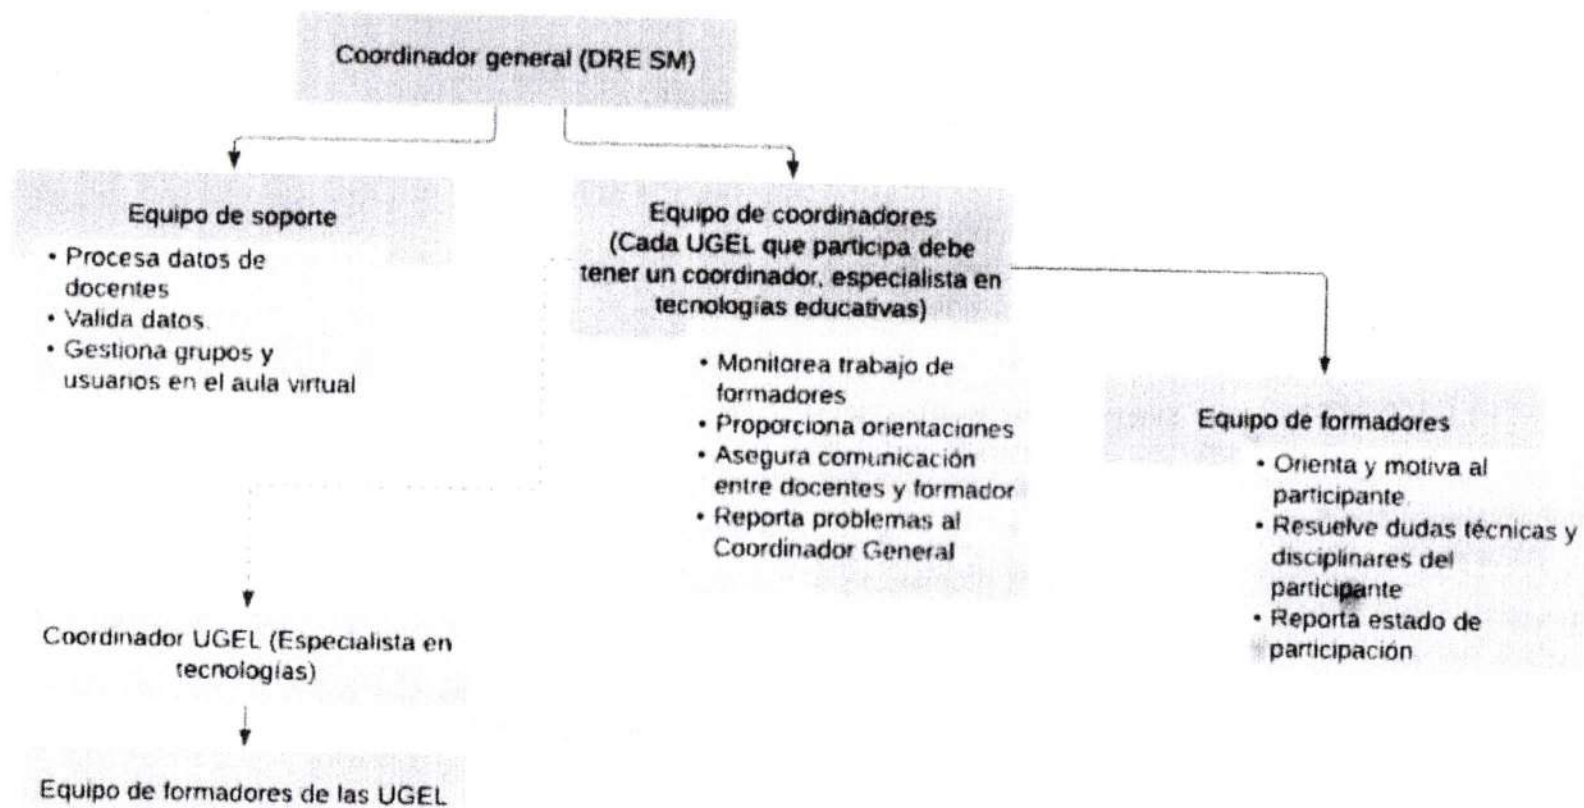 Coordinador general (DRE SM)
Equipo de soporte
• Procesa datos de
docentes
• Valida datos.
• Gestiona grupos y
usuarios en el aula virtual
Equipo de coordinadores
(Cada UGEL que participa debe
tener un coordinador, especialista en
tecnologías educativas)
• Monitorea trabajo de
formadores
• Proporciona orientaciones
• Asegura comunicación
entre docentes y formador
• Reporta problemas al
Coordinador General
Equipo de formadores
• Orienta y motiva al
participante.
• Resuelve dudas técnicas y
disciplinares del
participante
• Reporta estado de
participación
Coordinador UGEL (Especialista en
tecnologías)
Equipo de formadores de las UGEL